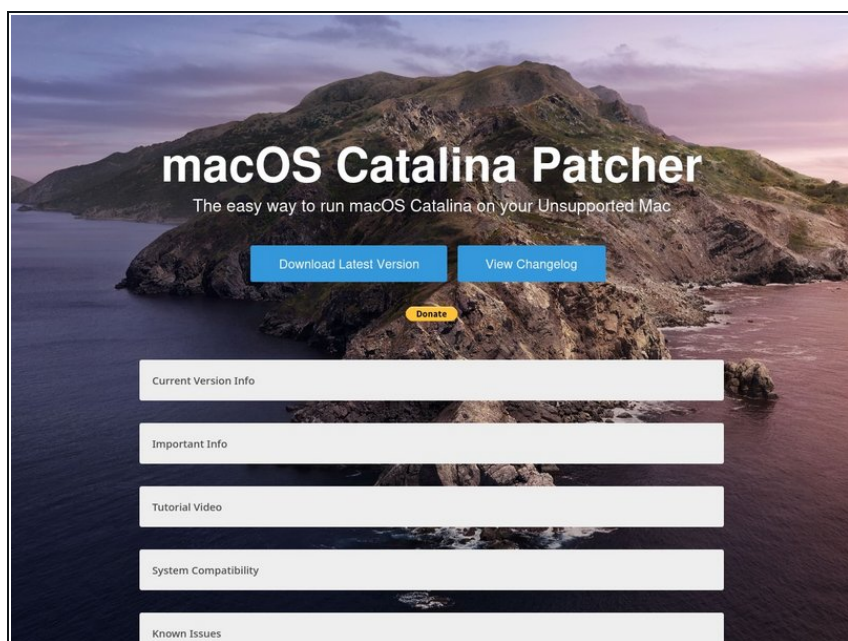 macOS Catalina Patcher
The easy way to run macOS Catalina on your Unsupported Mac
Download Latest Version
View Changelog
Donate
Current Version Info
Important Info
Tutorial Video
System Compatibility
Known Issues